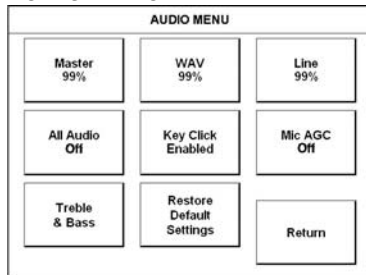 AUDIO MENU
Master
99%
WAV
99%
Line
99%
All Audio
Off
Key Click
Enabled
Mic AGC
Off
Treble
& Bass
Restore
Default
Settings
Return